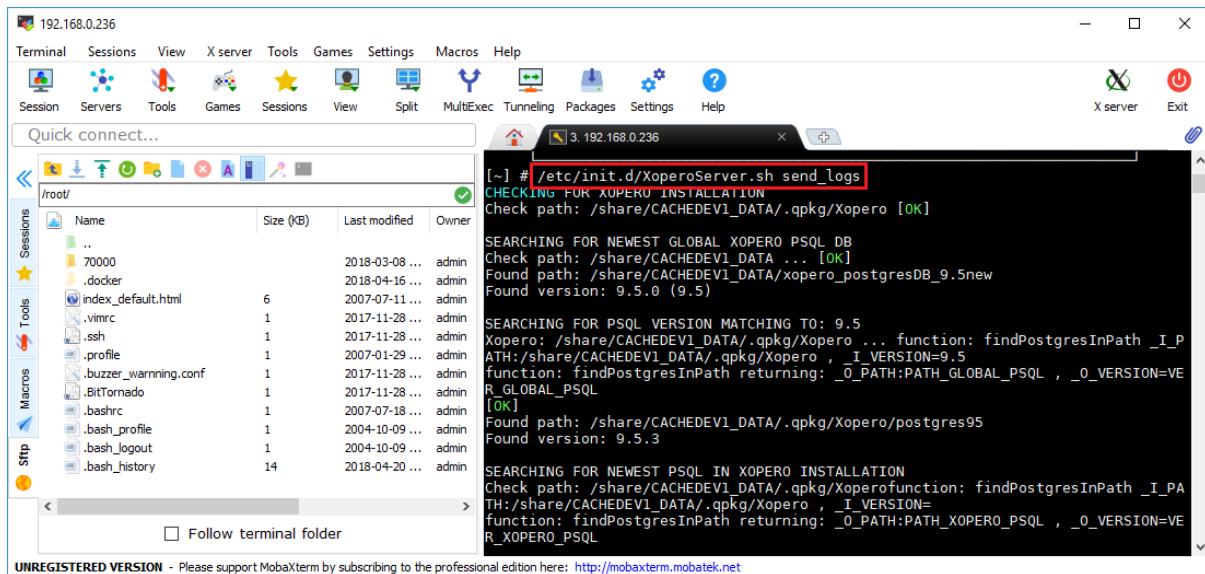 192.168.0.236
Terminal Sessions View X server Tools Games Settings Macros Help
Session Servers Tools Games Sessions View Split MultiExec Tunneling Packages Settings Help X server Exit
Quick connect...
3. 192.168.0.236
/root/
Name Size (KB) Last modified Owner
..
70000 2018-03-08 ... admin
.docker 2018-04-16 ... admin
index_default.html 6 2007-07-11 ... admin
.vimrc 1 2017-11-28 ... admin
.ssh 1 2017-11-28 ... admin
.profile 1 2007-01-29 ... admin
.buzzer_warnning.conf 1 2017-11-28 ... admin
.BitTornado 1 2017-11-28 ... admin
.bashrc 1 2007-07-18 ... admin
.bash_profile 1 2004-10-09 ... admin
.bash_logout 1 2004-10-09 ... admin
.bash_history 14 2018-04-20 ... admin
Sessions
Tools
Macros
Sftp
Follow terminal folder
[~] # /etc/init.d/XoperoServer.sh send_logs
CHECKING FOR XOPERO INSTALLATION
Check path: /share/CACHEDEV1_DATA/.qpkg/Xopero [OK]
SEARCHING FOR NEWEST GLOBAL XOPERO PSQL DB
Check path: /share/CACHEDEV1_DATA ... [OK]
Found path: /share/CACHEDEV1_DATA/xopero_postgresDB_9.5new
Found version: 9.5.0 (9.5)
SEARCHING FOR PSQL VERSION MATCHING TO: 9.5
Xopero: /share/CACHEDEV1_DATA/.qpkg/Xopero ... function: findPostgresInPath _I_P
ATH:/share/CACHEDEV1_DATA/.qpkg/Xopero , _I_VERSION=9.5
function: findPostgresInPath returning: _O_PATH:PATH_GLOBAL_PSQL , _O_VERSION=VE
R_GLOBAL_PSQL
[OK]
Found path: /share/CACHEDEV1_DATA/.qpkg/Xopero/postgres95
Found version: 9.5.3
SEARCHING FOR NEWEST PSQL IN XOPERO INSTALLATION
Check path: /share/CACHEDEV1_DATA/.qpkg/Xoperofunction: findPostgresInPath _I_PA
TH:/share/CACHEDEV1_DATA/.qpkg/Xopero , _I_VERSION=
function: findPostgresInPath returning: _O_PATH:PATH_XOPERO_PSQL , _O_VERSION=VE
R_XOPERO_PSQL
UNREGISTERED VERSION - Please support MobaXterm by subscribing to the professional edition here: http://mobaxterm.mobatek.net